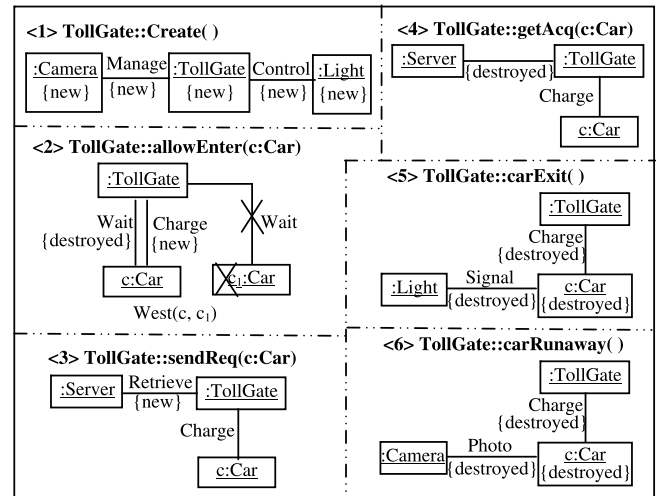 <1> TollGate::Create( )
:Camera {new} Manage {new} :TollGate {new} Control {new} :Light {new}
<2> TollGate::allowEnter(c:Car)
:TollGate
Wait {destroyed}
Charge {new}
Wait
c:Car
c₁:Car
West(c, c₁)
<3> TollGate::sendReq(c:Car)
:Server Retrieve {new} :TollGate
Charge
c:Car
<4> TollGate::getAcq(c:Car)
:Server {destroyed} :TollGate
Charge
c:Car
<5> TollGate::carExit( )
:TollGate
Charge {destroyed}
:Light Signal {destroyed} c:Car {destroyed}
<6> TollGate::carRunaway( )
:TollGate
Charge {destroyed}
:Camera Photo {destroyed} c:Car {destroyed}